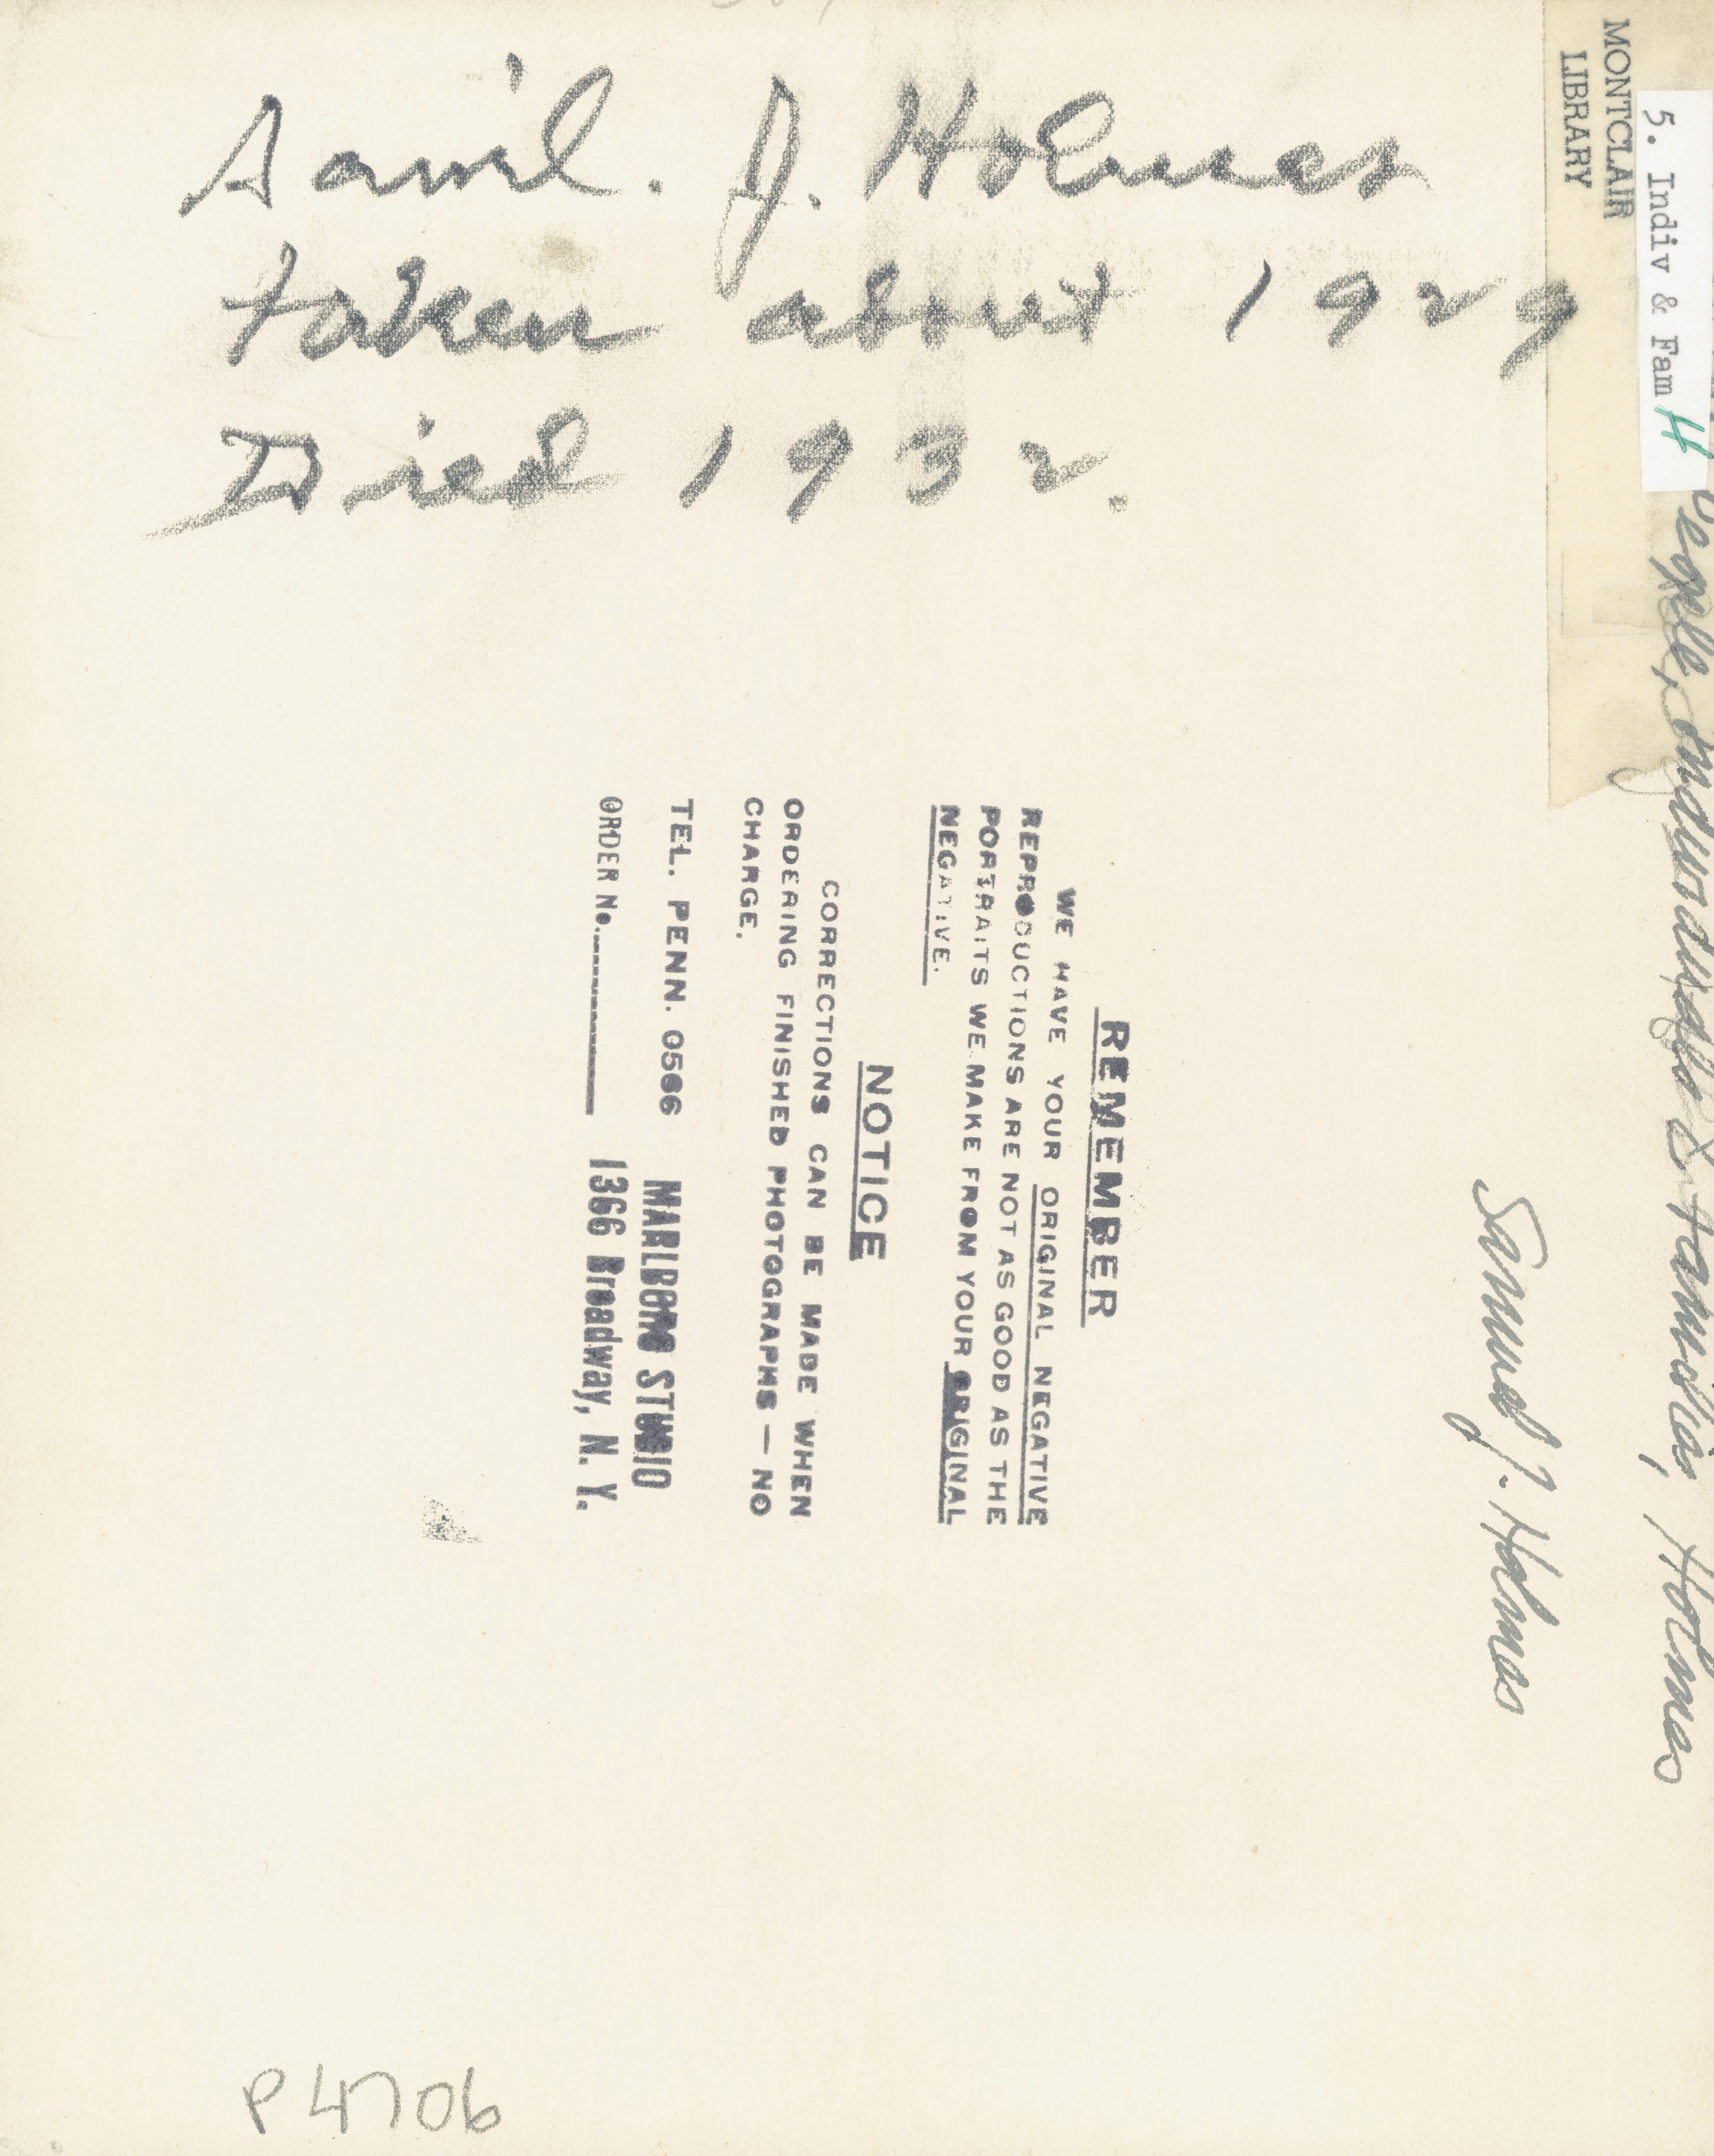 Sam'l. J. Holmes
taken about 1929
Died 1932.
MONTCLAIR
LIBRARY
5. Indiv & Fam H
People, individuals & families, Holmes
Samuel J. Holmes
REMEMBER
WE HAVE YOUR ORIGINAL NEGATIVE
REPRODUCTIONS ARE NOT AS GOOD AS THE
PORTRAITS WE MAKE FROM YOUR ORIGINAL
NEGATIVE.
NOTICE
CORRECTIONS CAN BE MADE WHEN
ORDERING FINISHED PHOTOGRAPHS — NO
CHARGE.
TEL. PENN. 0566
MARLBORO STUDIO
ORDER No.
1366 Broadway, N. Y.
P4706